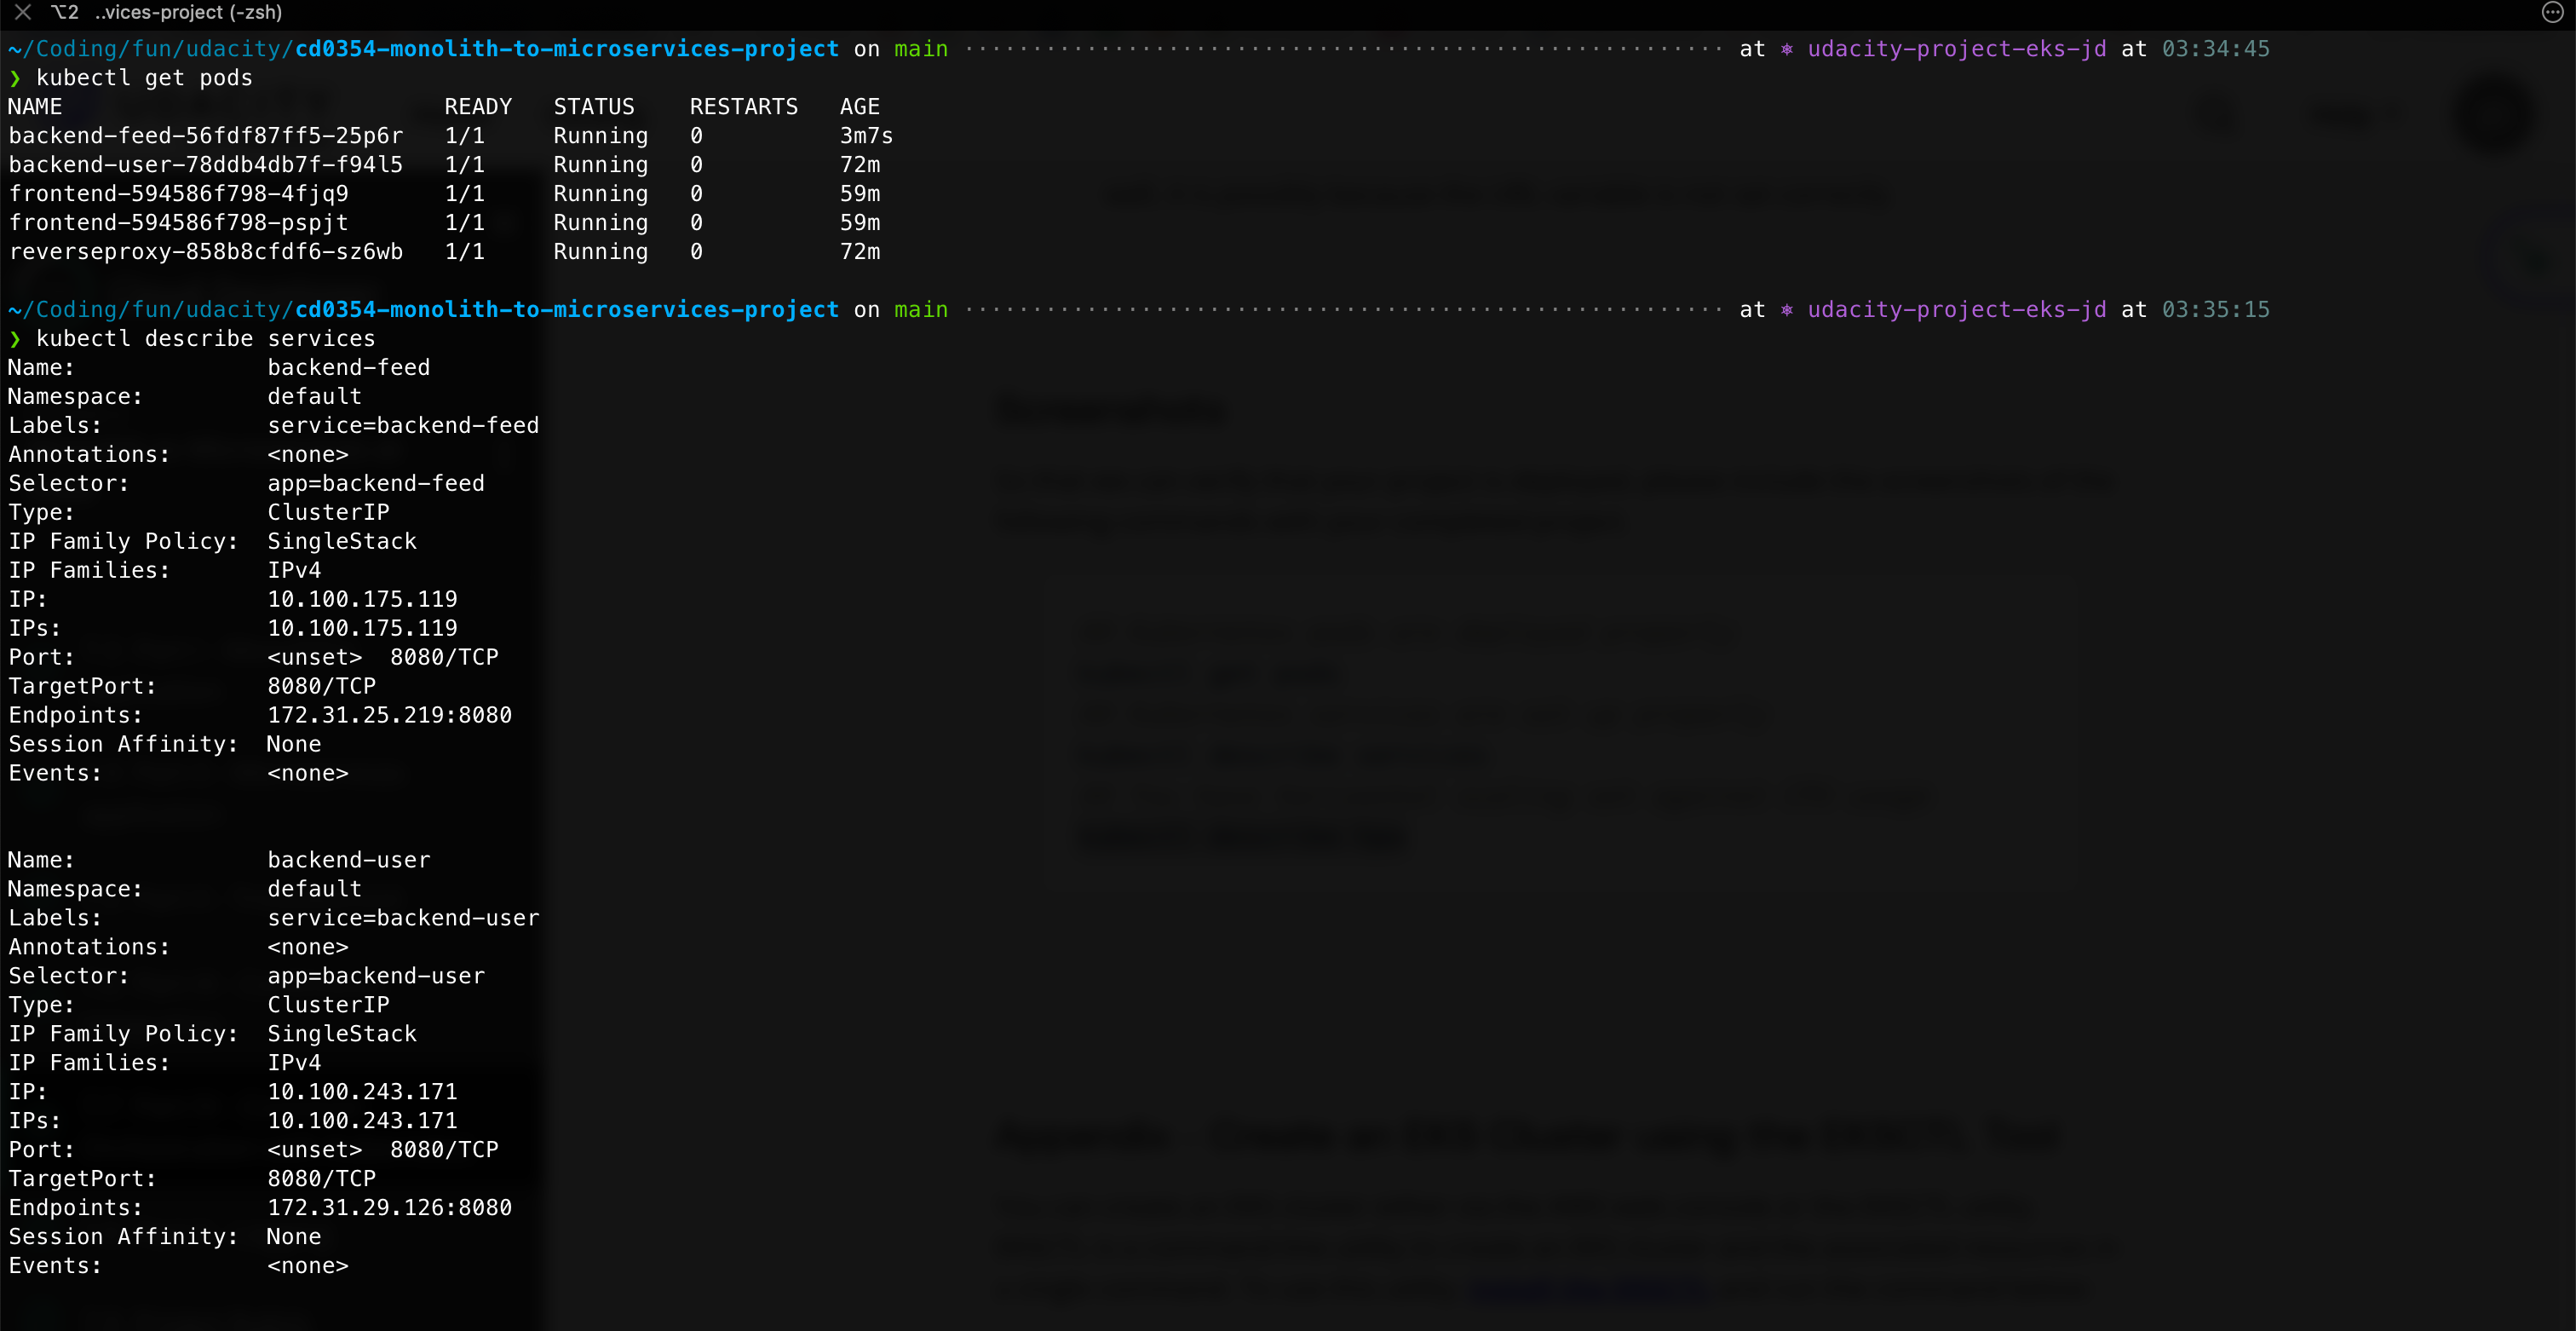 ⌥2 ..vices-project (-zsh)
~/Coding/fun/udacity/cd0354-monolith-to-microservices-project on main ························································ at ⎈ udacity-project-eks-jd at 03:34:45
❯ kubectl get pods
NAME READY STATUS RESTARTS AGE
backend-feed-56fdf87ff5-25p6r 1/1 Running 0 3m7s
backend-user-78ddb4db7f-f94l5 1/1 Running 0 72m
frontend-594586f798-4fjq9 1/1 Running 0 59m
frontend-594586f798-pspjt 1/1 Running 0 59m
reverseproxy-858b8cfdf6-sz6wb 1/1 Running 0 72m
~/Coding/fun/udacity/cd0354-monolith-to-microservices-project on main ························································ at ⎈ udacity-project-eks-jd at 03:35:15
❯ kubectl describe services
Name: backend-feed
Namespace: default
Labels: service=backend-feed
Annotations: <none>
Selector: app=backend-feed
Type: ClusterIP
IP Family Policy: SingleStack
IP Families: IPv4
IP: 10.100.175.119
IPs: 10.100.175.119
Port: <unset> 8080/TCP
TargetPort: 8080/TCP
Endpoints: 172.31.25.219:8080
Session Affinity: None
Events: <none>
Name: backend-user
Namespace: default
Labels: service=backend-user
Annotations: <none>
Selector: app=backend-user
Type: ClusterIP
IP Family Policy: SingleStack
IP Families: IPv4
IP: 10.100.243.171
IPs: 10.100.243.171
Port: <unset> 8080/TCP
TargetPort: 8080/TCP
Endpoints: 172.31.29.126:8080
Session Affinity: None
Events: <none>